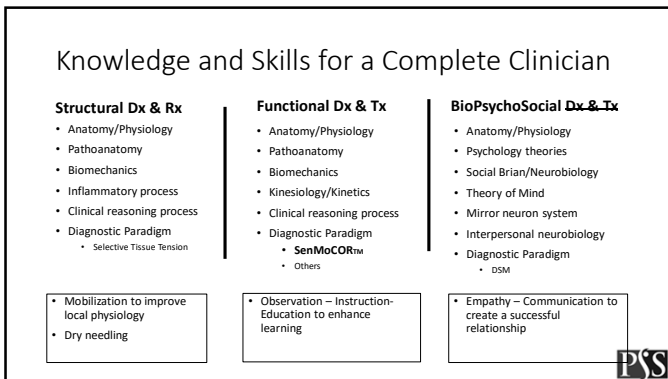 Knowledge and Skills for a Complete Clinician
Structural Dx & Rx
• Anatomy/Physiology
• Pathoanatomy
• Biomechanics
• Inflammatory process
• Clinical reasoning process
• Diagnostic Paradigm
• Selective Tissue Tension
• Mobilization to improve
local physiology
• Dry needling
Functional Dx & Tx
• Anatomy/Physiology
• Pathoanatomy
• Biomechanics
• Kinesiology/Kinetics
• Clinical reasoning process
• Diagnostic Paradigm
• SenMoCOR™
• Others
• Observation – Instruction-
Education to enhance
learning
BioPsychoSocial Dx & Tx
• Anatomy/Physiology
• Psychology theories
• Social Brian/Neurobiology
• Theory of Mind
• Mirror neuron system
• Interpersonal neurobiology
• Diagnostic Paradigm
• DSM
• Empathy – Communication to
create a successful
relationship
PSS